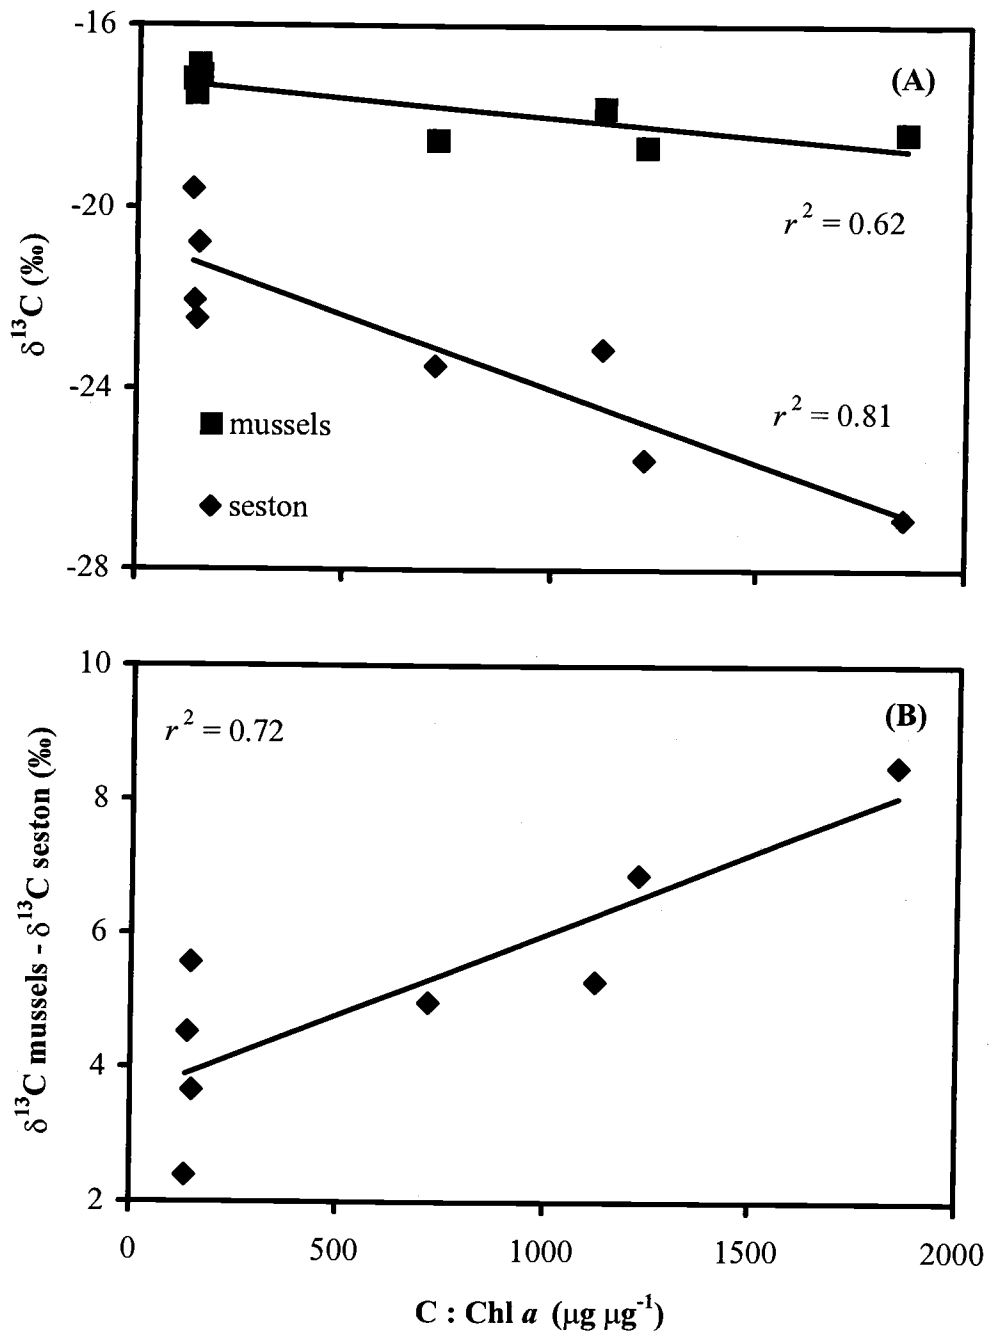 -16
(A)
-20
r² = 0.62
δ¹³C (‰)
-24
r² = 0.81
mussels
seston
-28
10
(B)
r² = 0.72
8
δ¹³C mussels - δ¹³C seston (‰)
6
4
2
0 500 1000 1500 2000
C : Chl a (µg µg⁻¹)